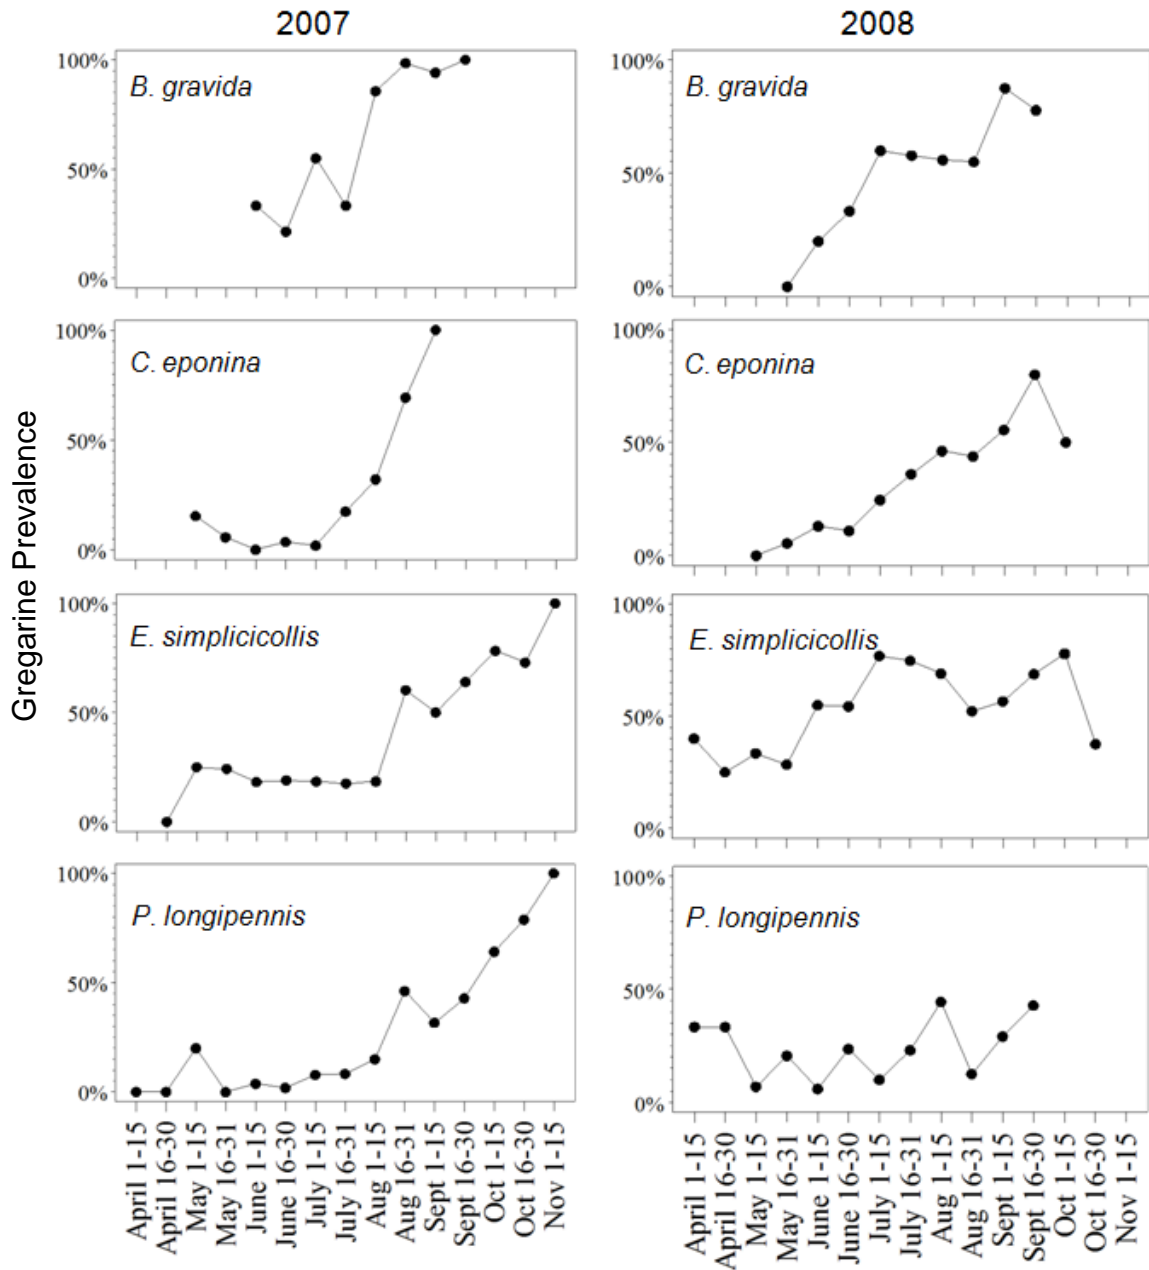 2007
2008
Gregarine Prevalence
B. gravida
100%
50%
0%
B. gravida
100%
50%
0%
C. eponina
100%
50%
0%
C. eponina
100%
50%
0%
E. simplicicollis
100%
50%
0%
E. simplicicollis
100%
50%
0%
P. longipennis
100%
50%
0%
P. longipennis
100%
50%
0%
April 1-15
April 16-30
May 1-15
May 16-31
June 1-15
June 16-30
July 1-15
July 16-31
Aug 1-15
Aug 16-31
Sept 1-15
Sept 16-30
Oct 1-15
Oct 16-30
Nov 1-15
April 1-15
April 16-30
May 1-15
May 16-31
June 1-15
June 16-30
July 1-15
July 16-31
Aug 1-15
Aug 16-31
Sept 1-15
Sept 16-30
Oct 1-15
Oct 16-30
Nov 1-15